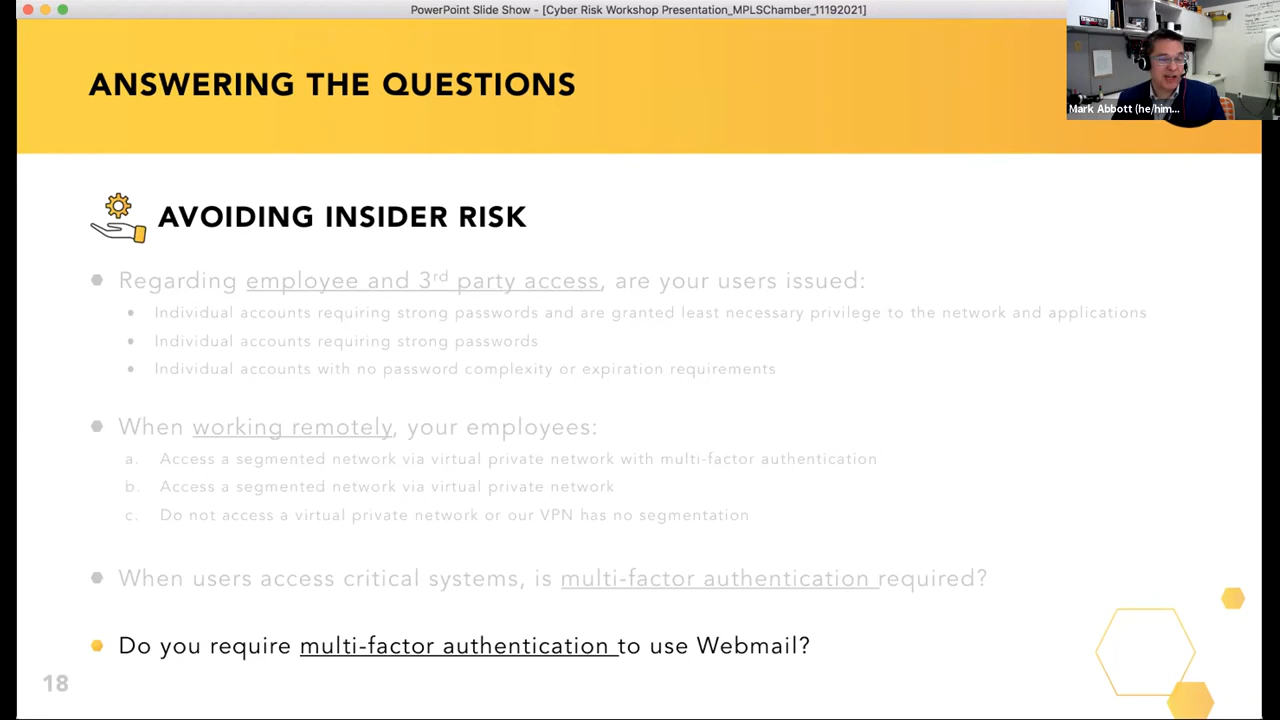 PowerPoint Slide Show - [Cyber Risk Workshop Presentation_MPLSChamber_11192021]
ANSWERING THE QUESTIONS
Mark Abbott (he/him...
AVOIDING INSIDER RISK
Regarding employee and 3rd party access, are your users issued:
Individual accounts requiring strong passwords and are granted least necessary privilege to the network and applications
Individual accounts requiring strong passwords
Individual accounts with no password complexity or expiration requirements
When working remotely, your employees:
a. Access a segmented network via virtual private network with multi-factor authentication
b. Access a segmented network via virtual private network
c. Do not access a virtual private network or our VPN has no segmentation
When users access critical systems, is multi-factor authentication required?
Do you require multi-factor authentication to use Webmail?
18